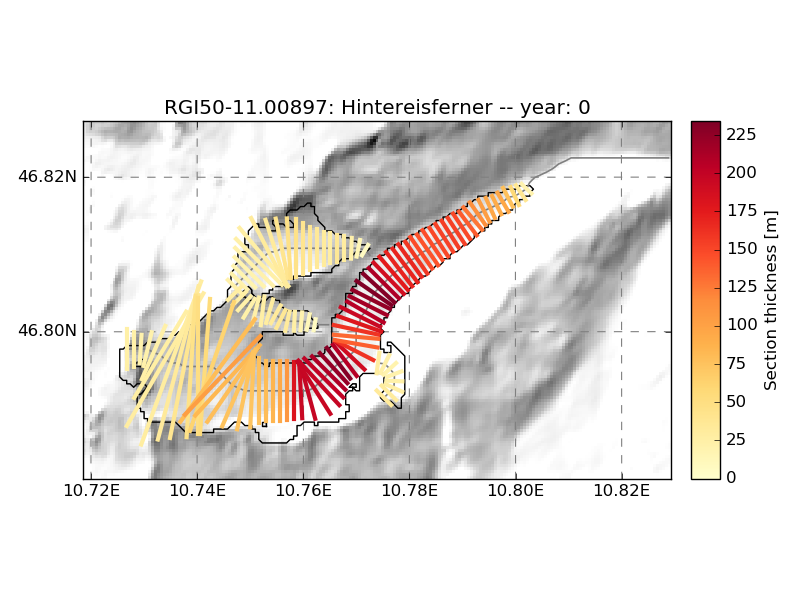 RGI50-11.00897: Hintereisferner -- year: 0
46.82N
46.80N
10.72E 10.74E 10.76E 10.78E 10.80E 10.82E
225
200
175
150
125
100
75
50
25
0
Section thickness [m]